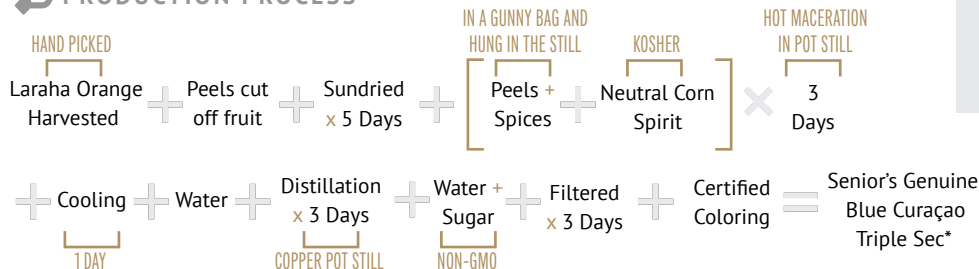 PRODUCTION PROCESS
IN A GUNNY BAG AND
HUNG IN THE STILL
HOT MACERATION
IN POT STILL
HAND PICKED
KOSHER
Laraha Orange
Harvested
+
Peels cut
off fruit
+
Sundried
x 5 Days
+
[
Peels +
Spices
+
Neutral Corn
Spirit
]
×
3
Days
+
Cooling
+
Water
+
Distillation
x 3 Days
+
Water +
Sugar
+
Filtered
x 3 Days
+
Certified
Coloring
=
Senior's Genuine
Blue Curaçao
Triple Sec*
1 DAY
COPPER POT STILL
NON-GMO